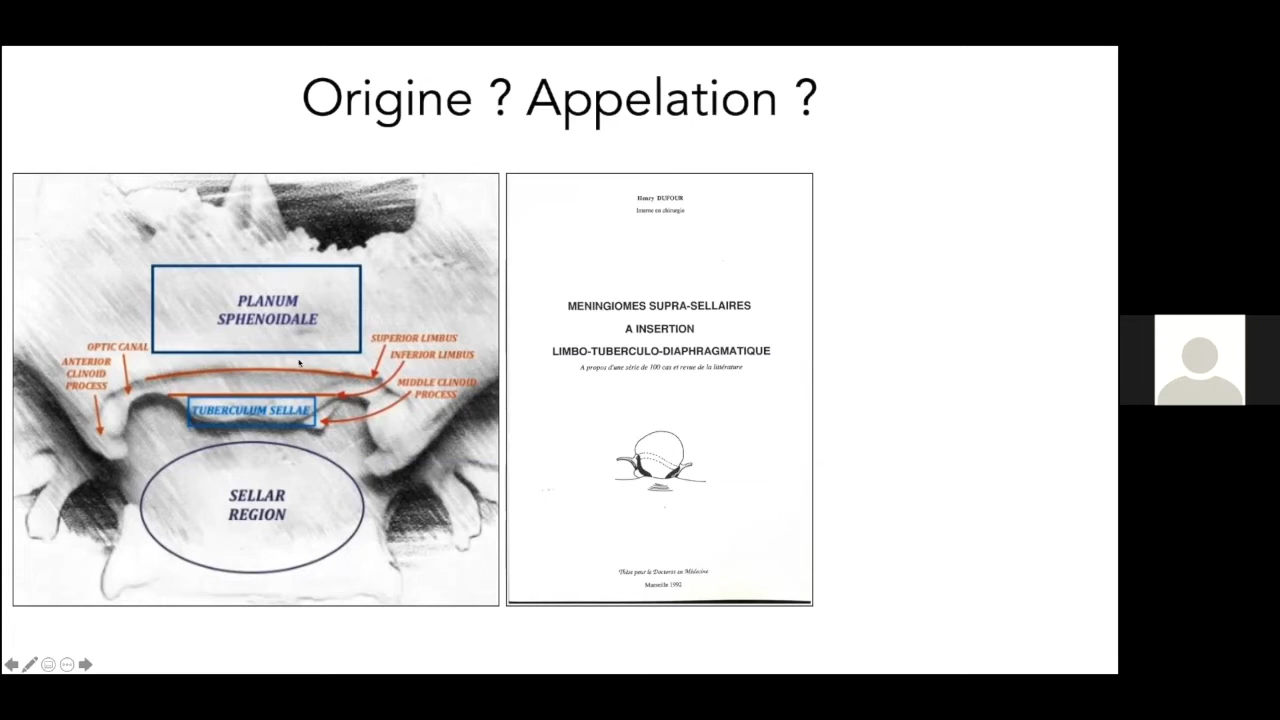 Origine ? Appelation ?
PLANUM
SPHENOIDALE
OPTIC CANAL
ANTERIOR
CLINOID
PROCESS
SUPERIOR LIMBUS
INFERIOR LIMBUS
MIDDLE CLINOID
PROCESS
TUBERCULUM SELLAE
SELLAR
REGION
Henry DUFOUR
Interne en chirurgie
MENINGIOMES SUPRA-SELLAIRES
A INSERTION
LIMBO-TUBERCULO-DIAPHRAGMATIQUE
A propos d'une série de 100 cas et revue de la littérature
Thèse pour le Doctorat en Médecine
Marseille 1992